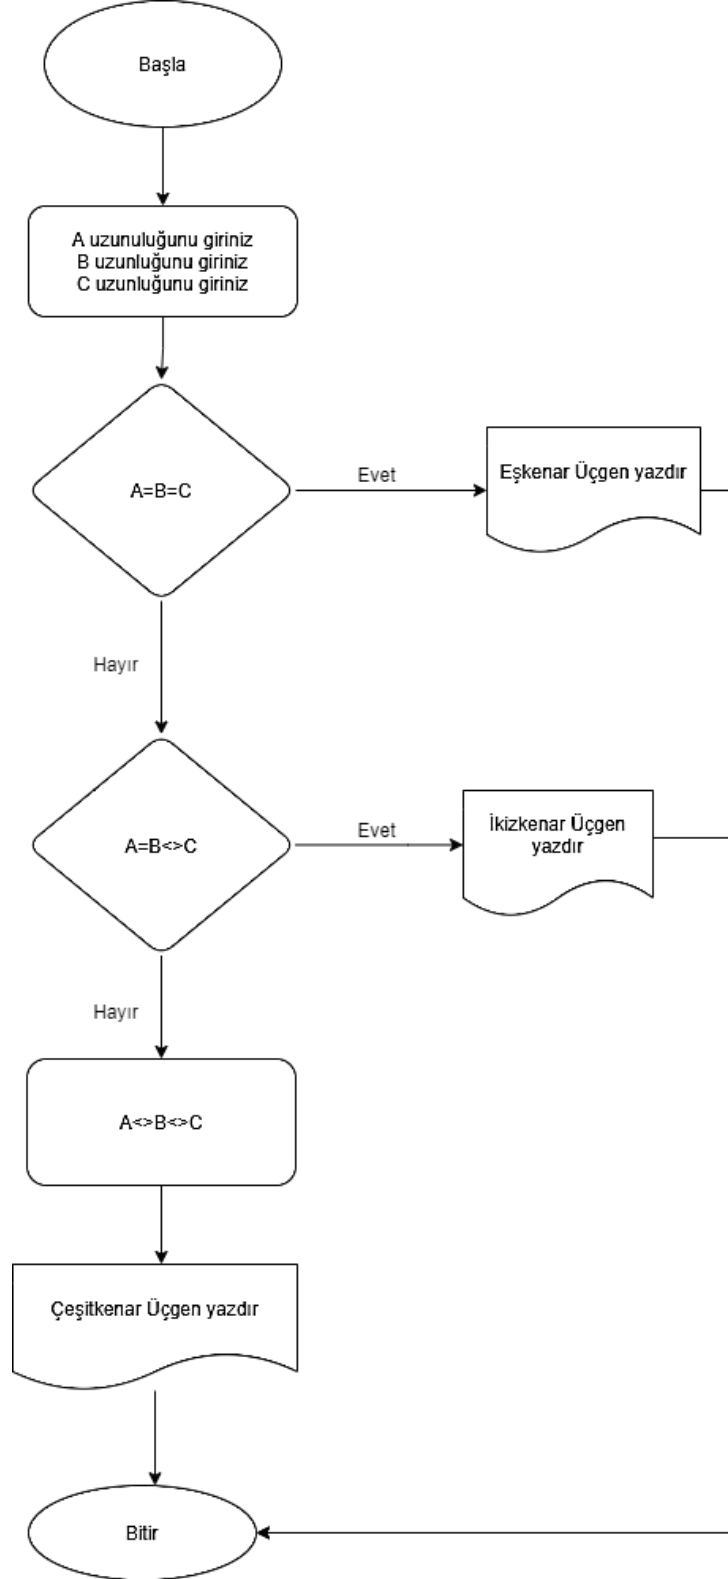 Başla
A uzunuluğunu giriniz
B uzunluğunu giriniz
C uzunluğunu giriniz
A=B=C
Evet
Eşkenar Üçgen yazdır
Hayır
A=B<>C
Evet
İkizkenar Üçgen
yazdır
Hayır
A<>B<>C
Çeşitkenar Üçgen yazdır
Bitir